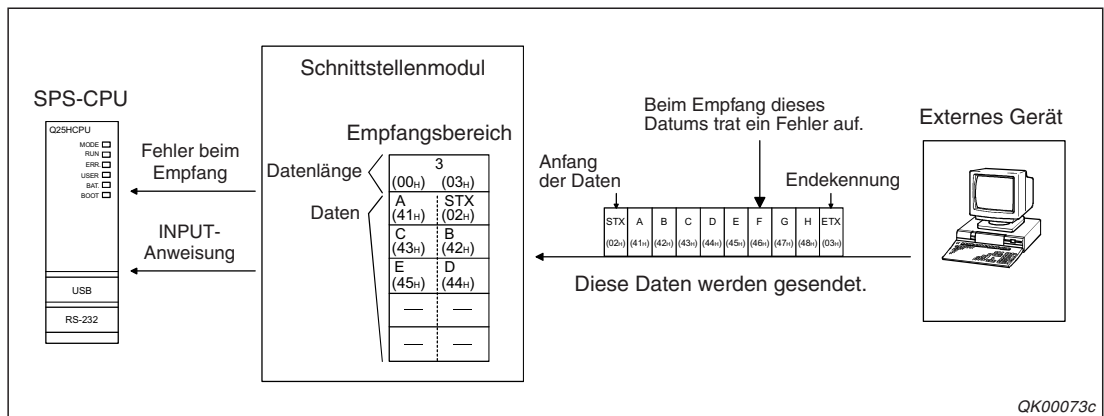 Schnittstellenmodul
SPS-CPU
Q25HCPU
MODE
RUN
ERR.
USER
BAT.
BOOT
USB
RS-232
Fehler beim
Empfang
INPUT-
Anweisung
Empfangsbereich
Datenlänge
3
(00H) (03H)
Daten
A STX
(41H) (02H)
C B
(43H) (42H)
E D
(45H) (44H)
— —
— —
Beim Empfang dieses
Datums trat ein Fehler auf.
Externes Gerät
Anfang
der Daten
Endekennung
STX A B C D E F G H ETX
(02H) (41H) (42H) (43H) (44H) (45H) (46H) (47H) (48H) (03H)
Diese Daten werden gesendet.
QK00073c